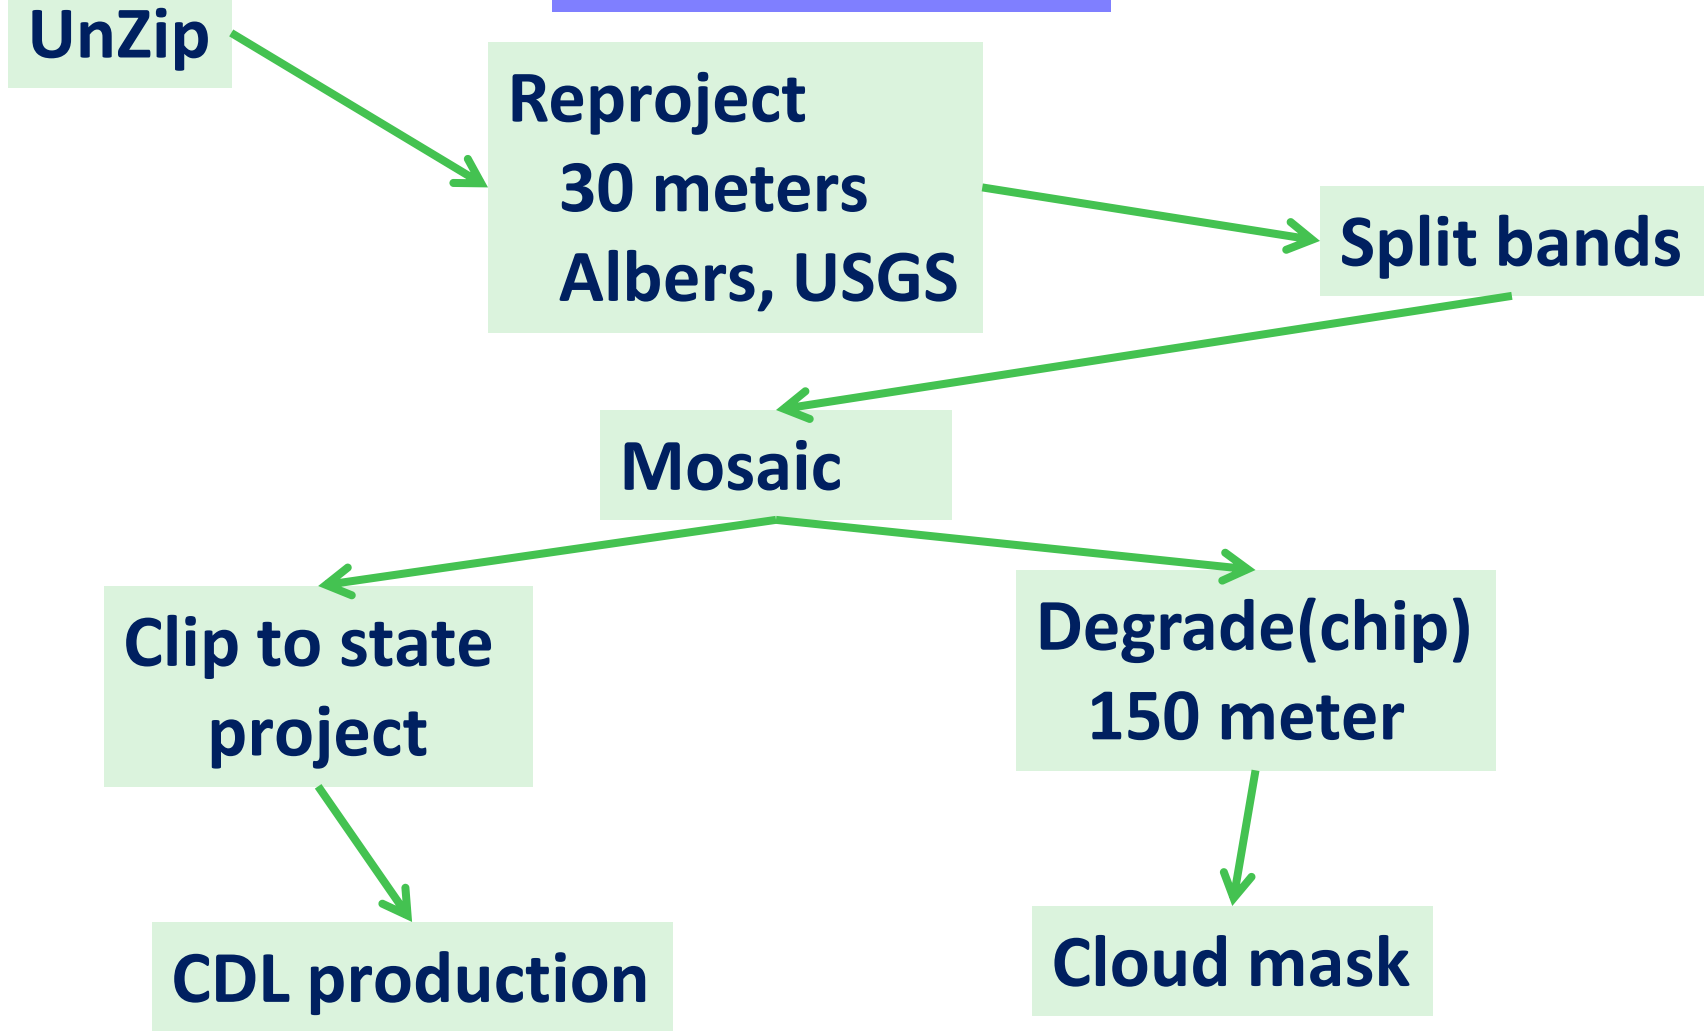 UnZip
Reproject
30 meters
Albers, USGS
Split bands
Mosaic
Clip to state
project
Degrade(chip)
150 meter
CDL production
Cloud mask